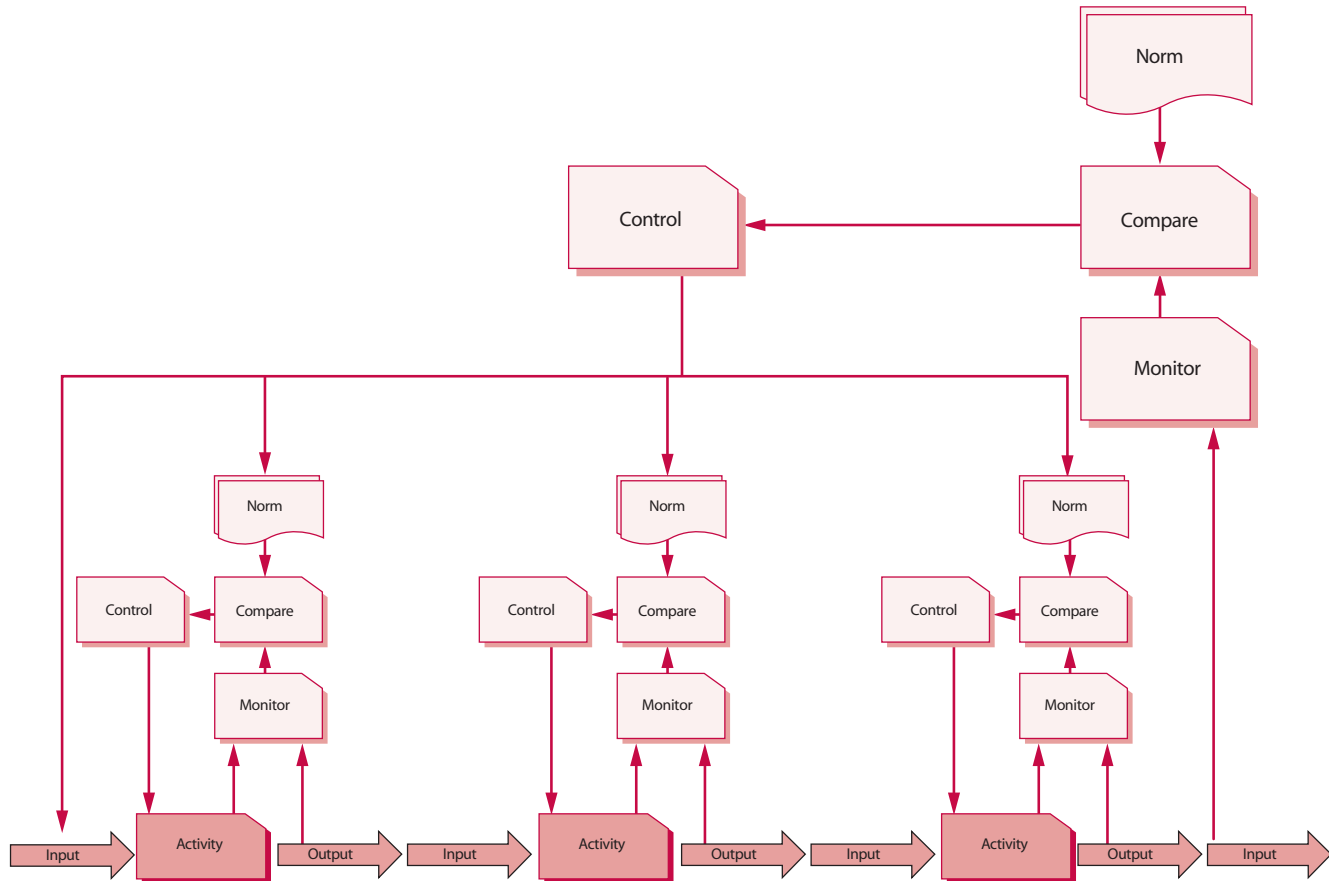 Norm
Control
Compare
Monitor
Norm
Norm
Norm
Control
Compare
Control
Compare
Control
Compare
Monitor
Monitor
Monitor
Input
Activity
Output
Input
Activity
Output
Input
Activity
Output
Input